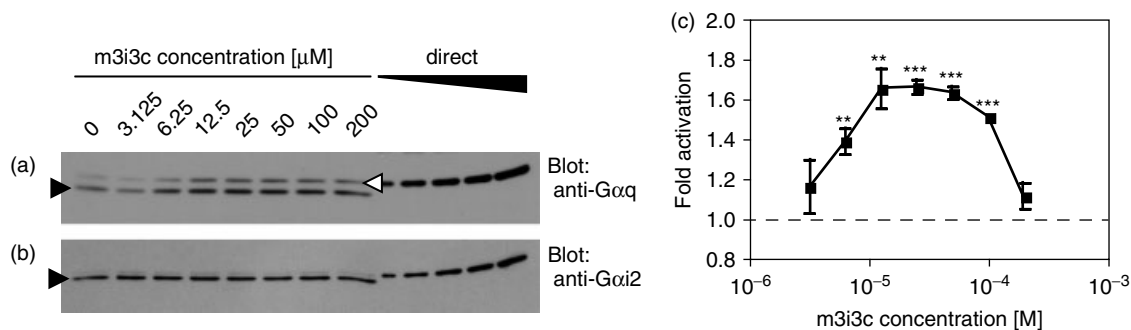 m3i3c concentration [μM]
direct
0 3.125 6.25 12.5 25 50 100 200
(a)
Blot:
anti-Gαq
(b)
Blot:
anti-Gαi2
(c)
2.0
1.8
1.6
1.4
1.2
1.0
0.8
Fold activation
** ** *** *** ***
10⁻⁶ 10⁻⁵ 10⁻⁴ 10⁻³
m3i3c concentration [M]